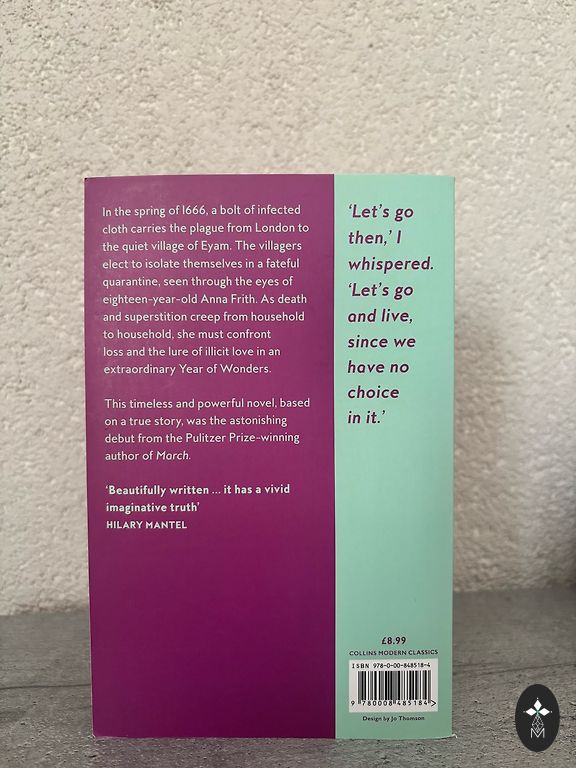 In the spring of 1666, a bolt of infected
cloth carries the plague from London to
the quiet village of Eyam. The villagers
elect to isolate themselves in a fateful
quarantine, seen through the eyes of
eighteen-year-old Anna Frith. As death
and superstition creep from household
to household, she must confront
loss and the lure of illicit love in an
extraordinary Year of Wonders.
This timeless and powerful novel, based
on a true story, was the astonishing
debut from the Pulitzer Prize-winning
author of March.
‘Beautifully written ... it has a vivid
imaginative truth’
HILARY MANTEL
‘Let’s go
then,’ I
whispered.
‘Let’s go
and live,
since we
have no
choice
in it.’
£8.99
COLLINS MODERN CLASSICS
ISBN 978-0-00-848518-4
9 780008 485184 >
Design by Jo Thomson
M